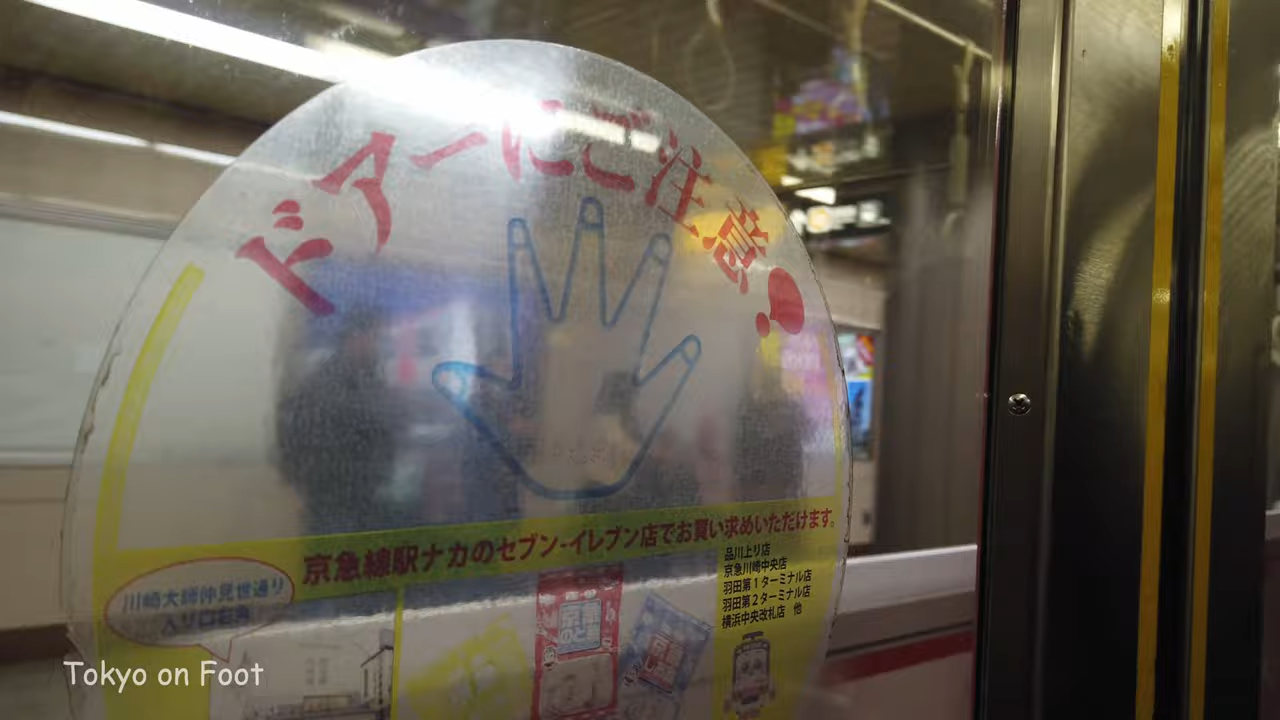 ドアーにご注意!
京急線駅ナカのセブン-イレブン店でお買い求めいただけます。
品川上り店
京急川崎中央店
羽田第1ターミナル店
羽田第2ターミナル店
横浜中央改札店 他
川崎大師仲見世通り
入り口右角
Tokyo on Foot